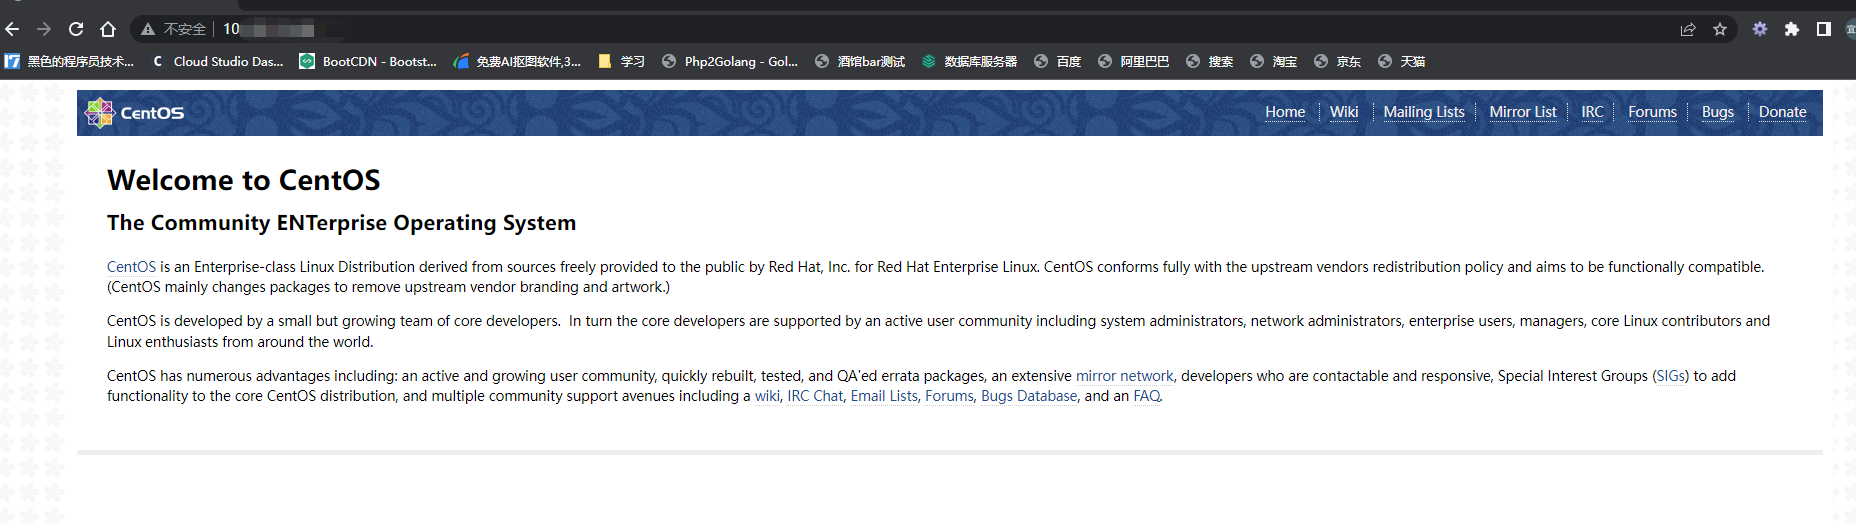 不安全 10
黑色的程序员技术... Cloud Studio Das... BootCDN - Bootst... 免费AI抠图软件,3... 学习 Php2Golang - Gol... 酒馆bar测试 数据库服务器 百度 阿里巴巴 搜索 淘宝 京东 天猫
CentOS Home Wiki Mailing Lists Mirror List IRC Forums Bugs Donate
Welcome to CentOS
The Community ENTerprise Operating System
CentOS is an Enterprise-class Linux Distribution derived from sources freely provided to the public by Red Hat, Inc. for Red Hat Enterprise Linux. CentOS conforms fully with the upstream vendors redistribution policy and aims to be functionally compatible.
(CentOS mainly changes packages to remove upstream vendor branding and artwork.)
CentOS is developed by a small but growing team of core developers.  In turn the core developers are supported by an active user community including system administrators, network administrators, enterprise users, managers, core Linux contributors and
Linux enthusiasts from around the world.
CentOS has numerous advantages including: an active and growing user community, quickly rebuilt, tested, and QA'ed errata packages, an extensive mirror network, developers who are contactable and responsive, Special Interest Groups (SIGs) to add
functionality to the core CentOS distribution, and multiple community support avenues including a wiki, IRC Chat, Email Lists, Forums, Bugs Database, and an FAQ.